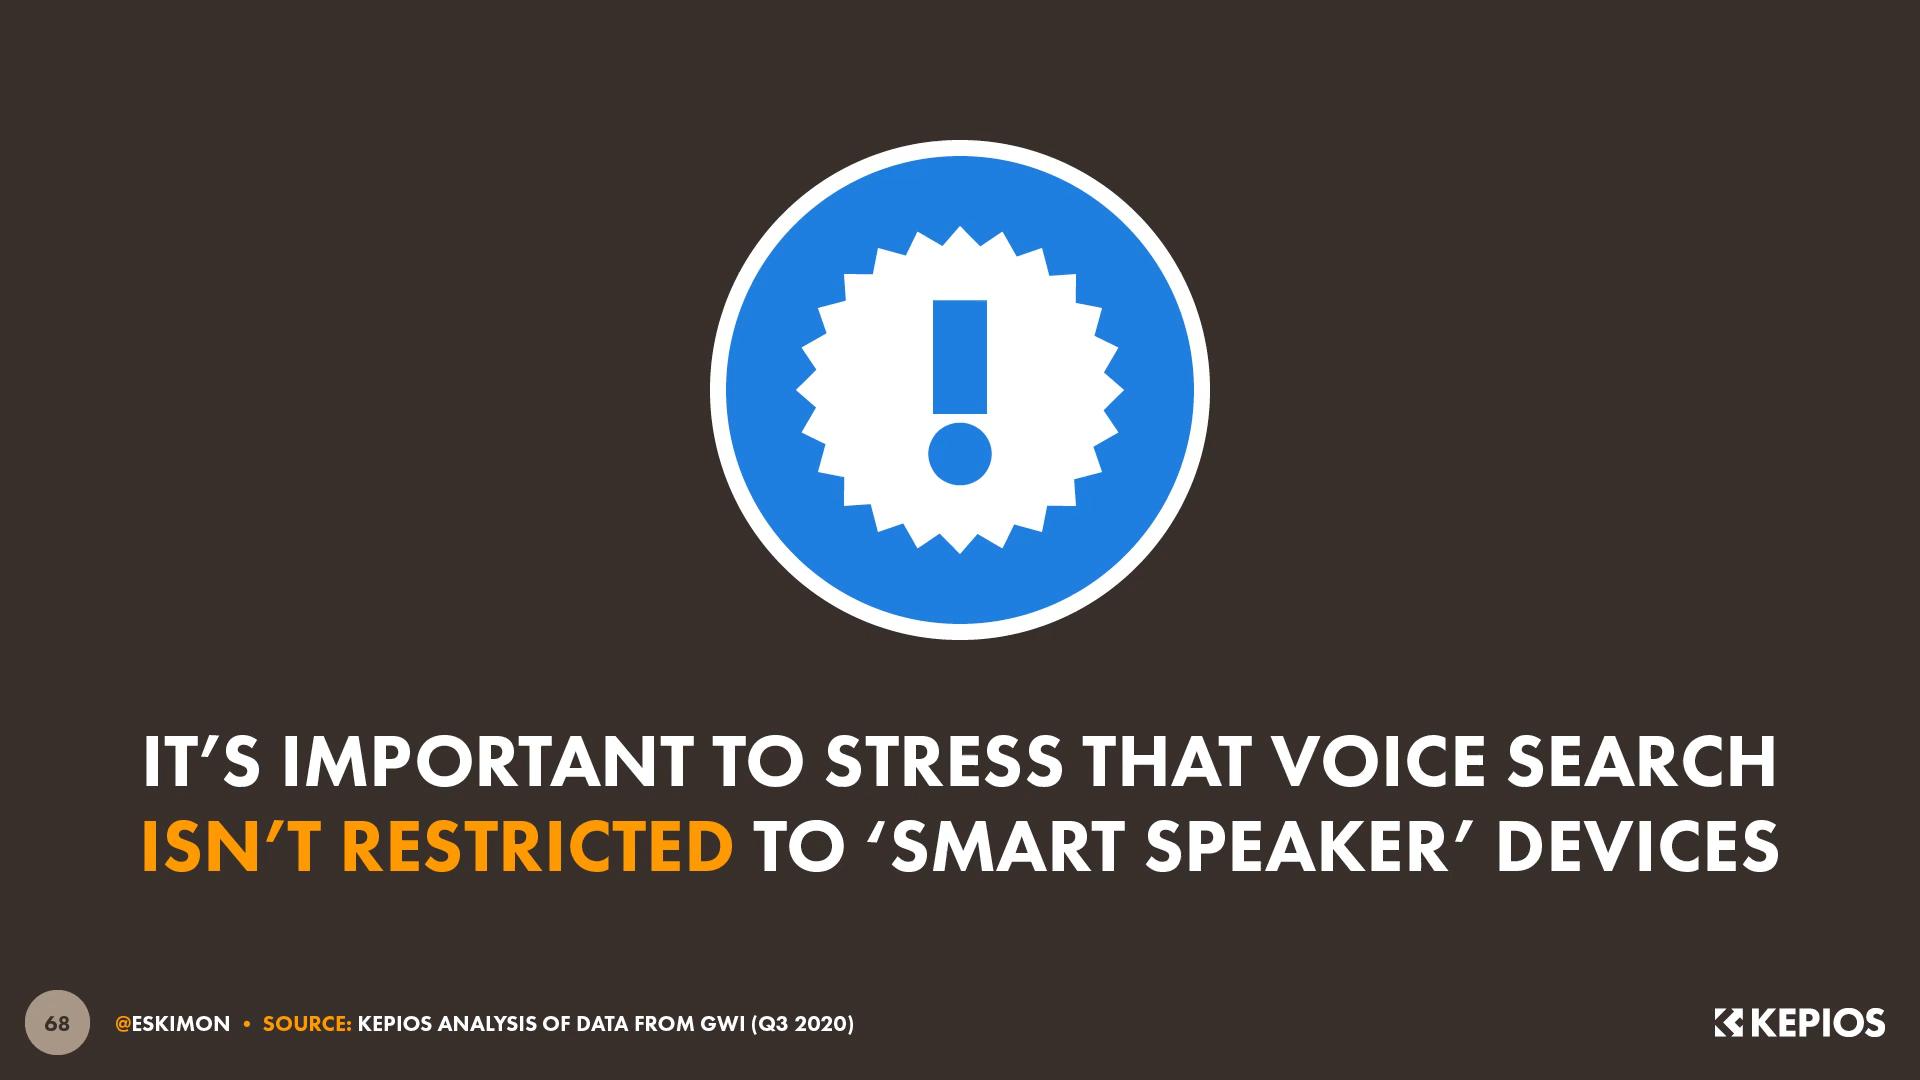 IT’S IMPORTANT TO STRESS THAT VOICE SEARCH
ISN’T RESTRICTED TO ‘SMART SPEAKER’ DEVICES
68
@ESKIMON • SOURCE: KEPIOS ANALYSIS OF DATA FROM GWI (Q3 2020)
KEPIOS